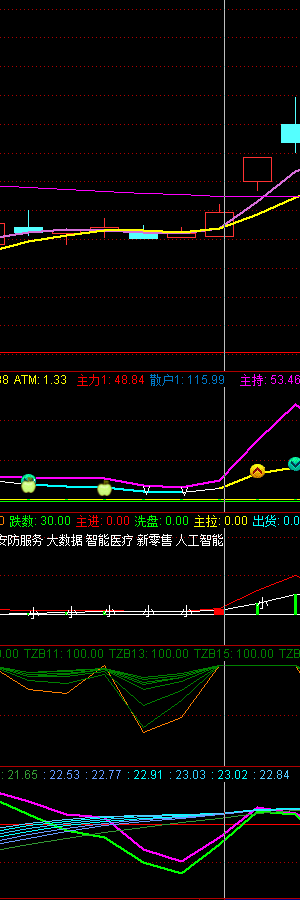 38 ATM: 1.33 主力1: 48.84 散户1: 115.99 主持: 53.46
0 跌数: 30.00 主进: 0.00 洗盘: 0.00 主拉: 0.00 出货: 0.0
安防服务 大数据 智能医疗 新零售 人工智能
0.00 TZB11: 100.00 TZB13: 100.00 TZB15: 100.00 TZB
: 21.65 : 22.53 : 22.77 : 22.91 : 23.03 : 23.02 : 22.84